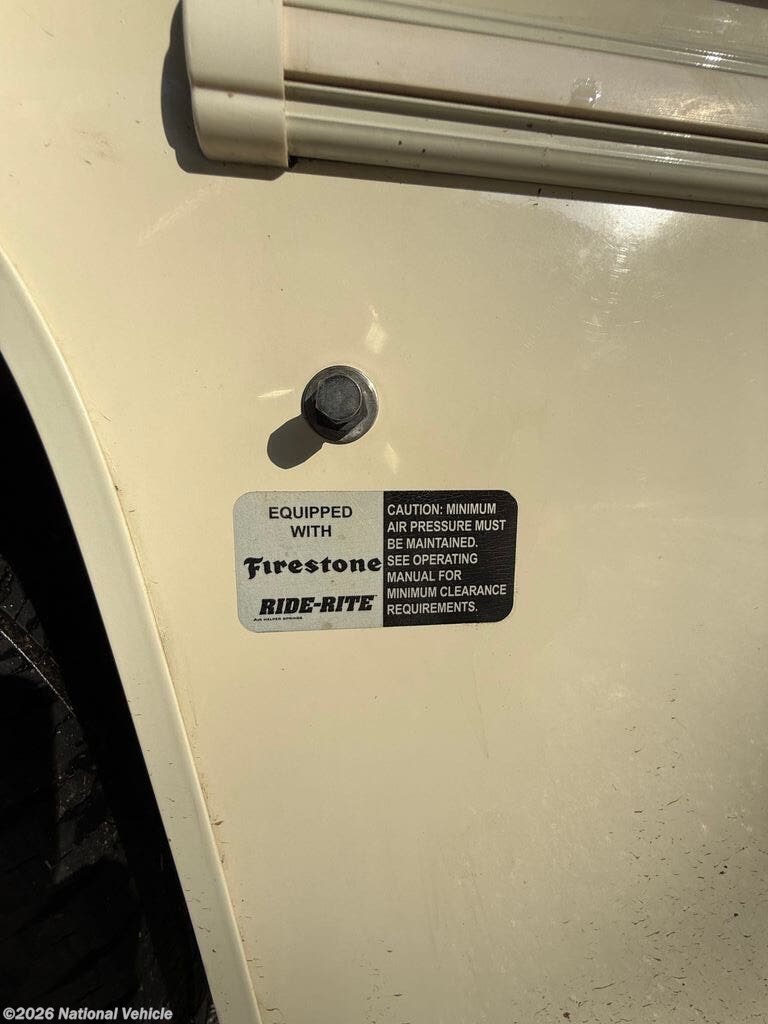 EQUIPPED
WITH
Firestone
RIDE-RITE
AIR HELPER SPRINGS
CAUTION: MINIMUM
AIR PRESSURE MUST
BE MAINTAINED.
SEE OPERATING
MANUAL FOR
MINIMUM CLEARANCE
REQUIREMENTS.
©2026 National Vehicle